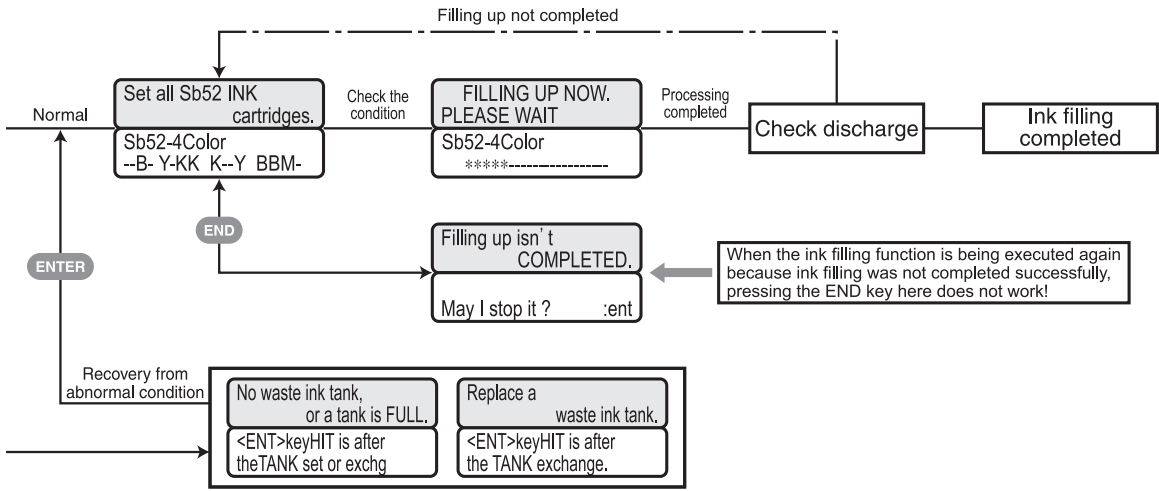 Filling up not completed
Normal
Set all Sb52 INK
cartridges.
Sb52-4Color
--B- Y-KK K--Y BBM-
Check the
condition
FILLING UP NOW.
PLEASE WAIT
Sb52-4Color
*****-----------------
Processing
completed
Check discharge
Ink filling
completed
END
ENTER
Filling up isn't
COMPLETED.
May I stop it ? :ent
When the ink filling function is being executed again
because ink filling was not completed successfully,
pressing the END key here does not work!
Recovery from
abnormal condition
No waste ink tank,
or a tank is FULL.
<ENT>keyHIT is after
theTANK set or exchg
Replace a
waste ink tank.
<ENT>keyHIT is after
the TANK exchange.